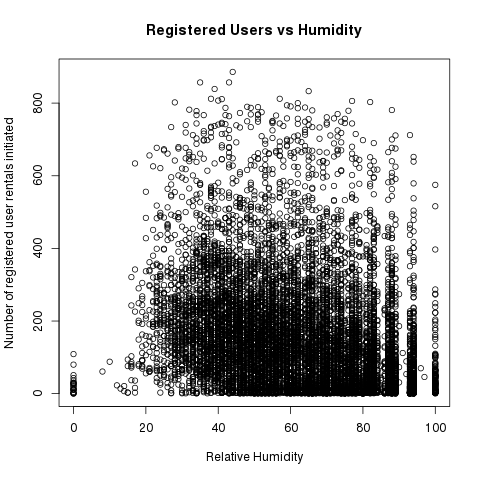 Registered Users vs Humidity
Number of registered user rentals initiated
800
600
400
200
0
0 20 40 60 80 100
Relative Humidity